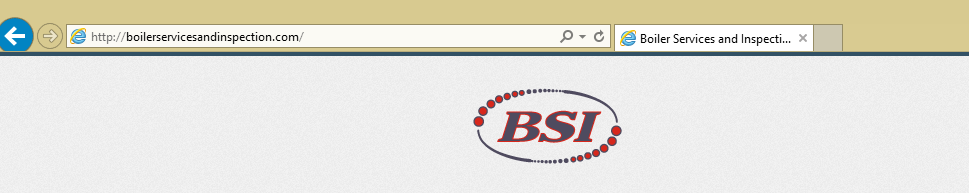 http://boilerservicesandinspection.com/
Boiler Services and Inspecti...
BSI